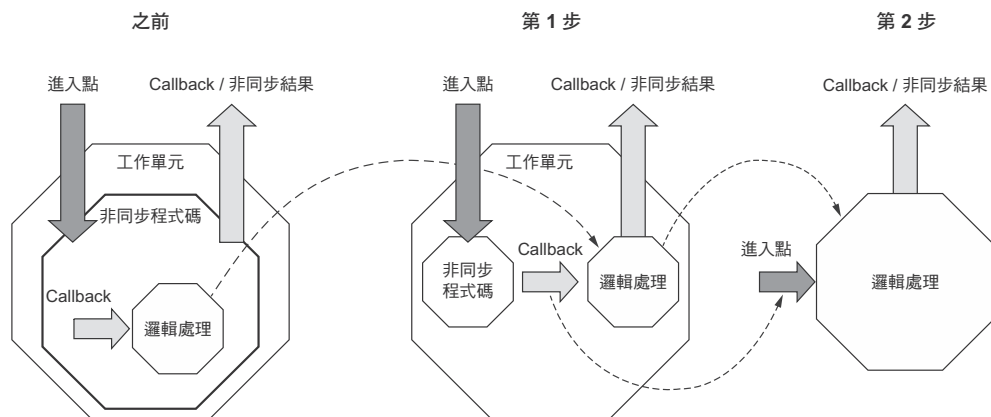 之前
進入點
Callback / 非同步結果
工作單元
非同步程式碼
Callback
邏輯處理
第 1 步
進入點
Callback / 非同步結果
工作單元
非同步
程式碼
Callback
邏輯處理
第 2 步
Callback / 非同步結果
進入點
邏輯處理